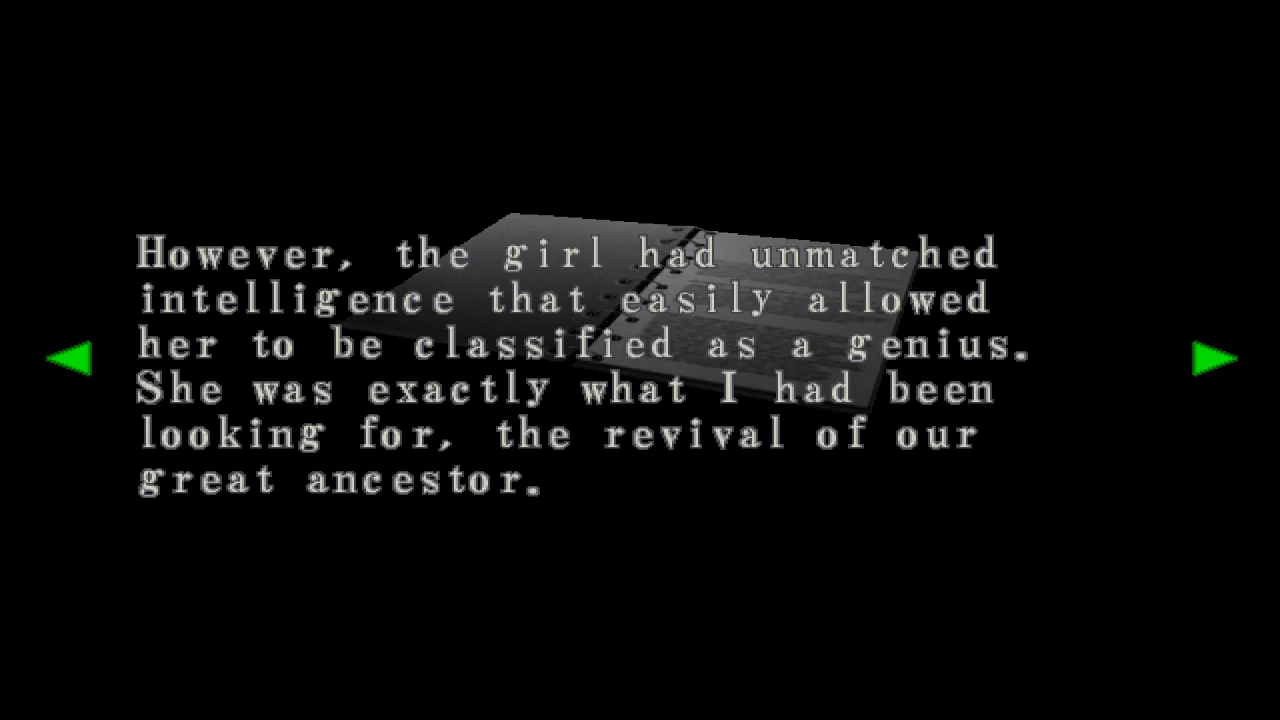 However, the girl had unmatched
intelligence that easily allowed
her to be classified as a genius.
She was exactly what I had been
looking for, the revival of our
great ancestor.